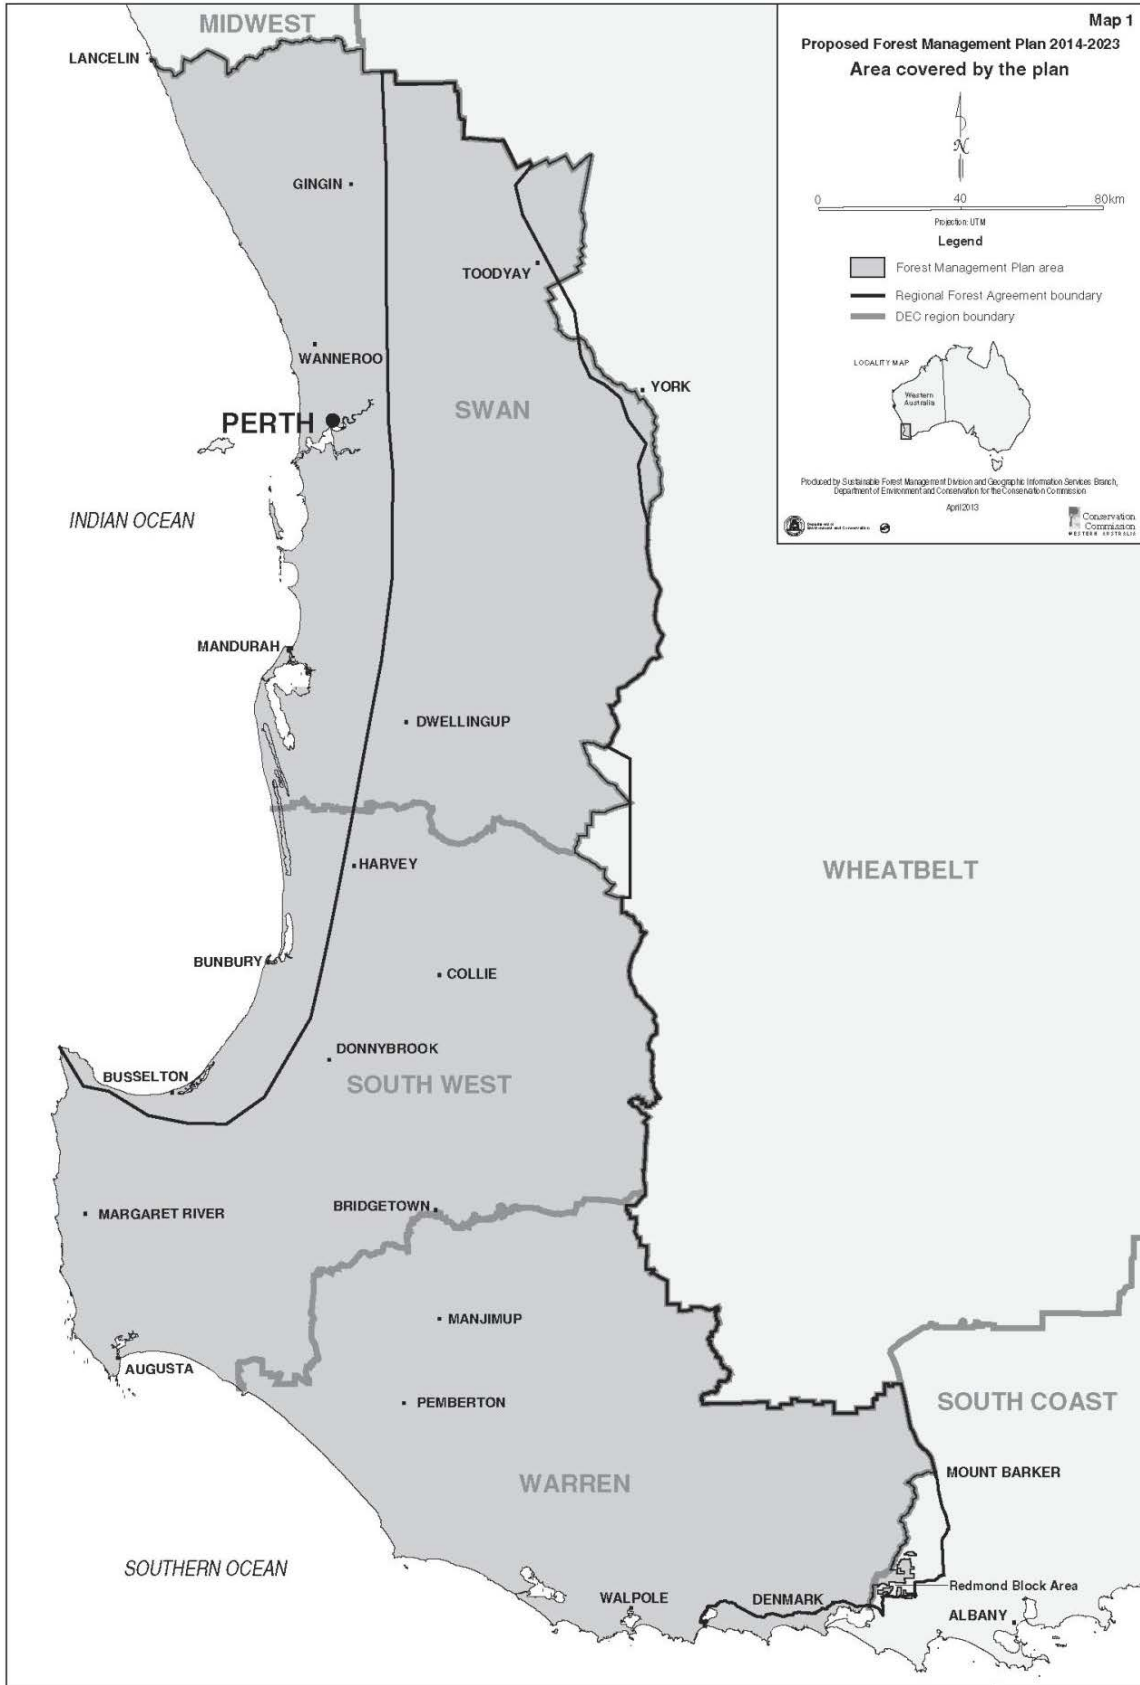 Map 1
Proposed Forest Management Plan 2014-2023
Area covered by the plan
N
0 40 80km
Projection: UTM
Legend
Forest Management Plan area
Regional Forest Agreement boundary
DEC region boundary
LOCALITY MAP
Western
Australia
Produced by Sustainable Forest Management Division and Geographic Information Services Branch,
Department of Environment and Conservation for the Conservation Commission
April 2013
Department of
Environment and Conservation
Conservation
Commission
WESTERN AUSTRALIA
MIDWEST
LANCELIN
GINGIN
TOODYAY
WANNEROO
YORK
SWAN
PERTH
INDIAN OCEAN
MANDURAH
DWELLINGUP
HARVEY
WHEATBELT
BUNBURY
COLLIE
DONNYBROOK
BUSSELTON
SOUTH WEST
MARGARET RIVER
BRIDGETOWN
MANJIMUP
AUGUSTA
PEMBERTON
SOUTH COAST
MOUNT BARKER
WARREN
SOUTHERN OCEAN
Redmond Block Area
WALPOLE
DENMARK
ALBANY